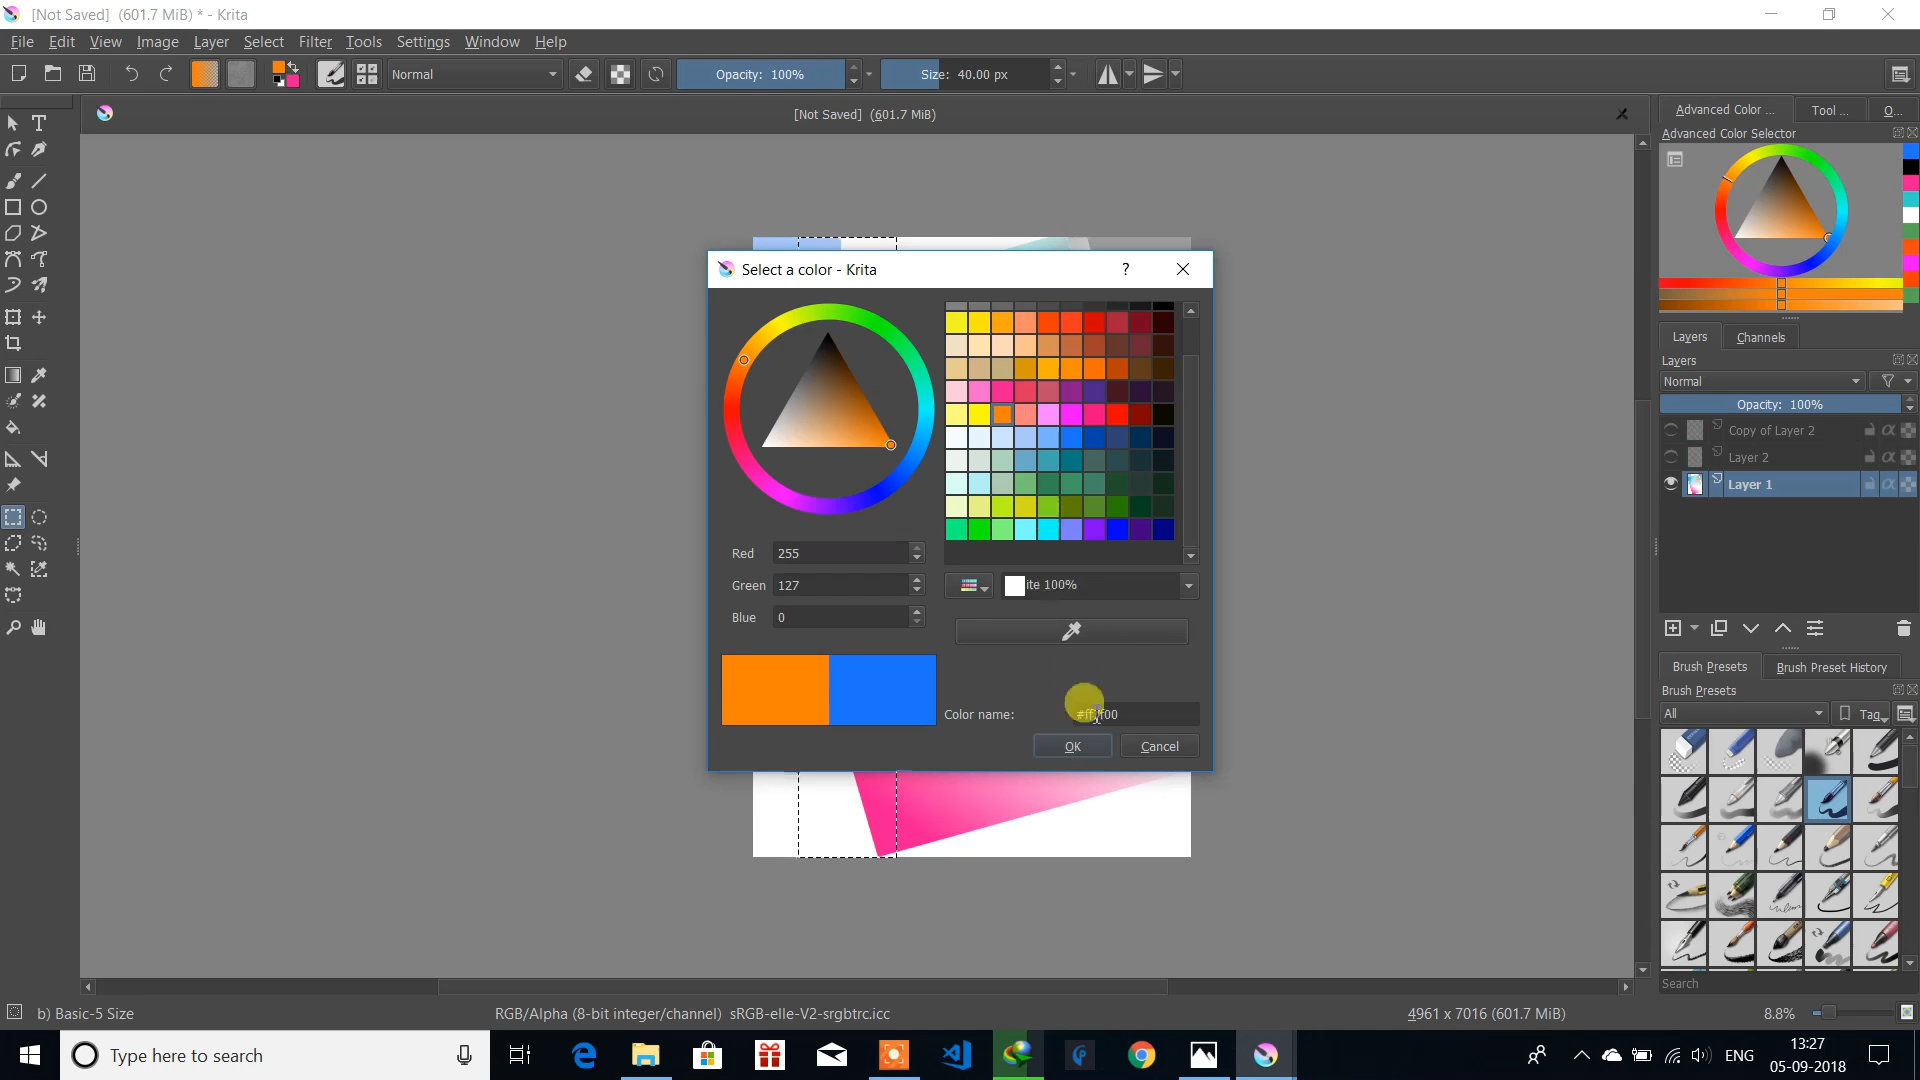 [Not Saved] (601.7 MiB) * - Krita
File Edit View Image Layer Select Filter Tools Settings Window Help
Normal
Opacity: 100%
Size: 40.00 px
[Not Saved] (601.7 MiB)
Advanced Color ...
Tool ...
O...
Advanced Color Selector
Select a color - Krita
?
Layers
Channels
Layers
Normal
Opacity: 100%
Copy of Layer 2
Layer 2
Layer 1
Red 255
Green 127
Blue 0
ite 100%
Color name:
#ff7f00
OK
Cancel
Brush Presets
Brush Preset History
Brush Presets
All
Tag
Search
b) Basic-5 Size
RGB/Alpha (8-bit integer/channel) sRGB-elle-V2-srgbtrc.icc
4961 x 7016 (601.7 MiB)
8.8%
Type here to search
ENG
13:27
05-09-2018